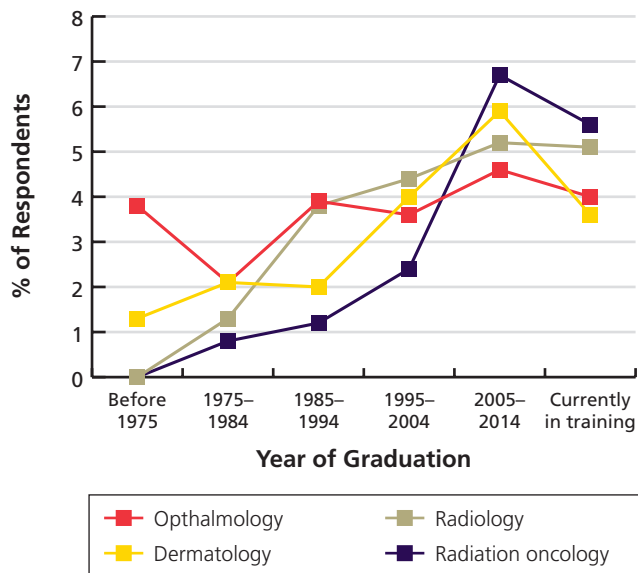 8
7
6
5
4
3
2
1
0
% of Respondents
Before 1975– 1985– 1995– 2005– Currently
1975 1984 1994 2004 2014 in training
Year of Graduation
Opthalmology Radiology
Dermatology Radiation oncology